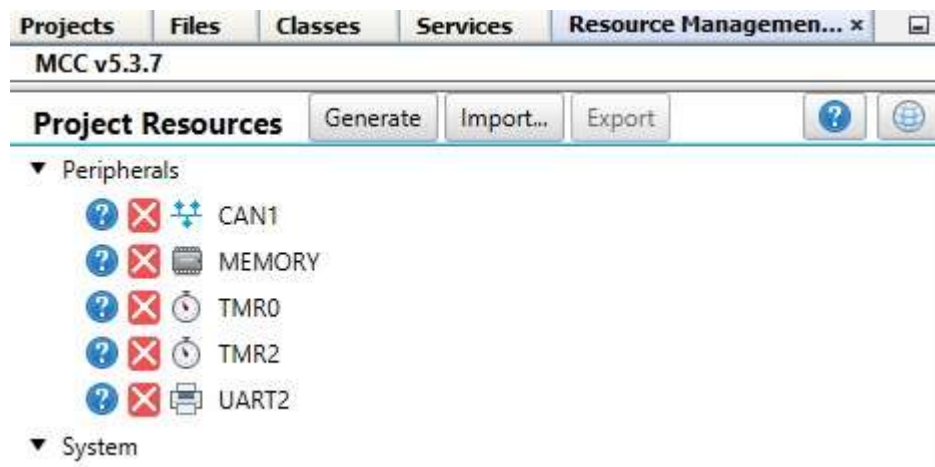 Projects Files Classes Services Resource Managemen... ×
MCC v5.3.7
Project Resources Generate Import... Export
Peripherals
CAN1
MEMORY
TMR0
TMR2
UART2
System